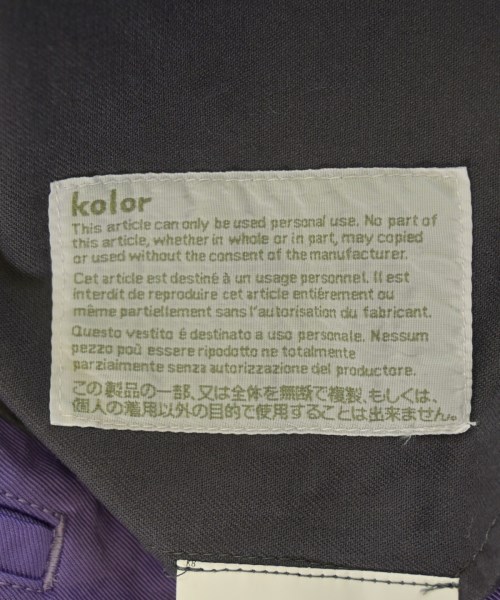 kolor
This article can only be used personal use. No part of
this article, whether in whole or in part, may copied
or used without the consent of the manufacturer.
Cet article est destiné à un usage personnel. Il est
interdit de reproduire cet article entiérement ou
même partiellement sans l'autorisation du fabricant.
Questo vestito é destinato a uso personale. Nessum
pezzo poū essere ripodotto ne totalmente
parzialmente senza autorizzazione del productore.
この製品の一部、又は全体を無断で複製、もしくは、
個人の着用以外の目的で使用することは出来ません。